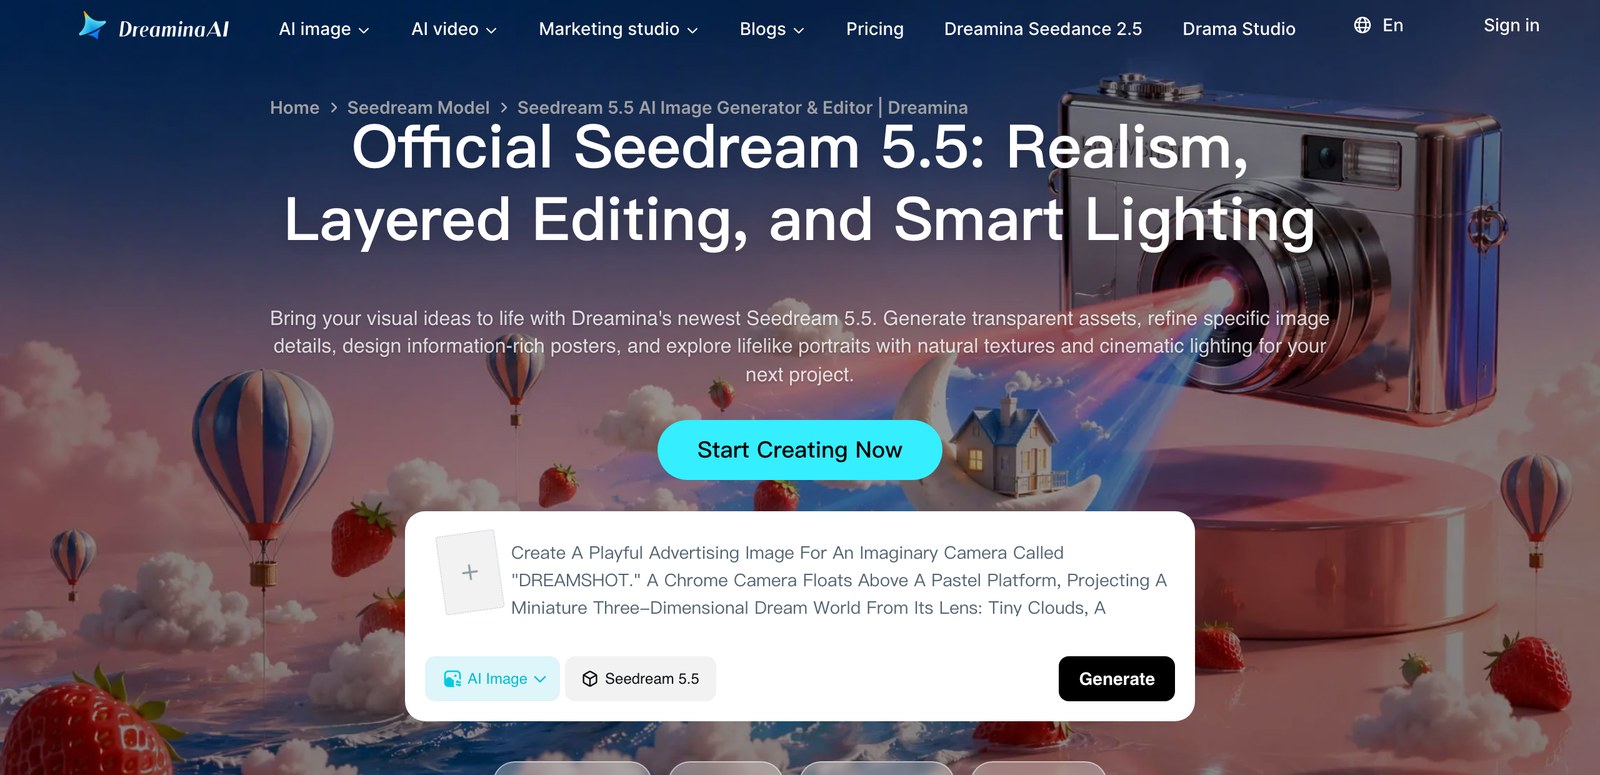 DreaminaAI
AI image
AI video
Marketing studio
Blogs
Pricing
Dreamina Seedance 2.5
Drama Studio
En
Sign in
Home > Seedream Model > Seedream 5.5 AI Image Generator & Editor | Dreamina
Official Seedream 5.5: Realism,
Layered Editing, and Smart Lighting
Bring your visual ideas to life with Dreamina's newest Seedream 5.5. Generate transparent assets, refine specific image
details, design information-rich posters, and explore lifelike portraits with natural textures and cinematic lighting for your
next project.
Start Creating Now
Create A Playful Advertising Image For An Imaginary Camera Called
"DREAMSHOT." A Chrome Camera Floats Above A Pastel Platform, Projecting A
Miniature Three-Dimensional Dream World From Its Lens: Tiny Clouds, A
AI Image
Seedream 5.5
Generate